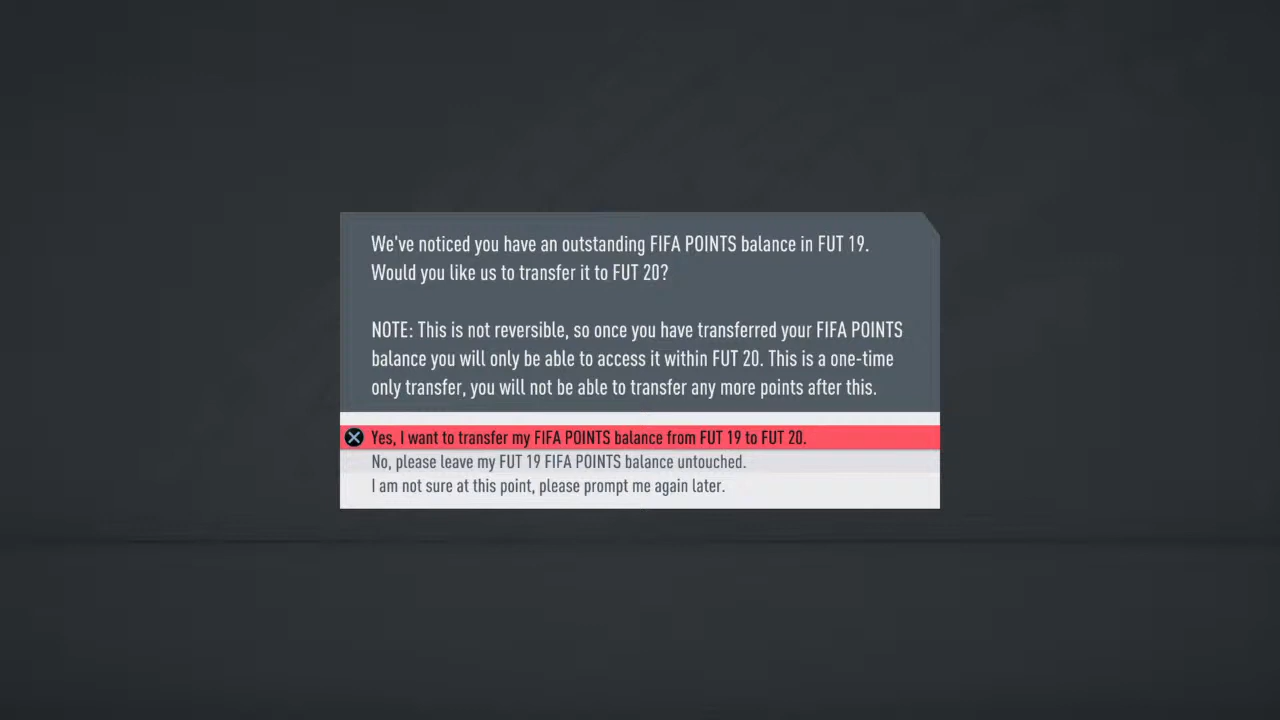 We've noticed you have an outstanding FIFA POINTS balance in FUT 19.
Would you like us to transfer it to FUT 20?
NOTE: This is not reversible, so once you have transferred your FIFA POINTS
balance you will only be able to access it within FUT 20. This is a one-time
only transfer, you will not be able to transfer any more points after this.
Yes, I want to transfer my FIFA POINTS balance from FUT 19 to FUT 20.
No, please leave my FUT 19 FIFA POINTS balance untouched.
I am not sure at this point, please prompt me again later.